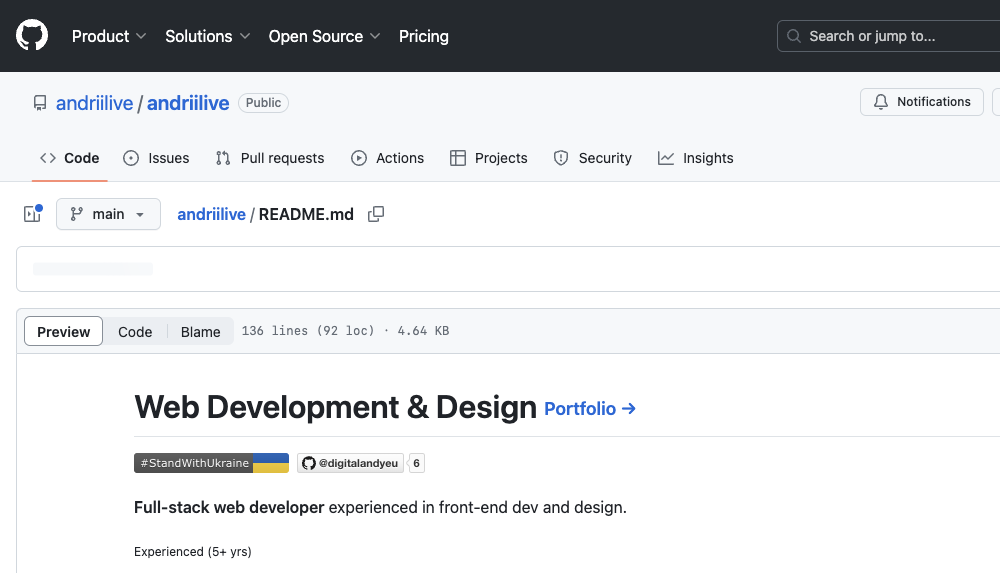 Product Solutions Open Source Pricing Search or jump to...
andriilive / andriilive Public Notifications
Code Issues Pull requests Actions Projects Security Insights
main andriilive / README.md
Preview Code Blame 136 lines (92 loc) · 4.64 KB
Web Development & Design Portfolio →
#StandWithUkraine @digitalandyeu 6
Full-stack web developer experienced in front-end dev and design.
Experienced (5+ yrs)